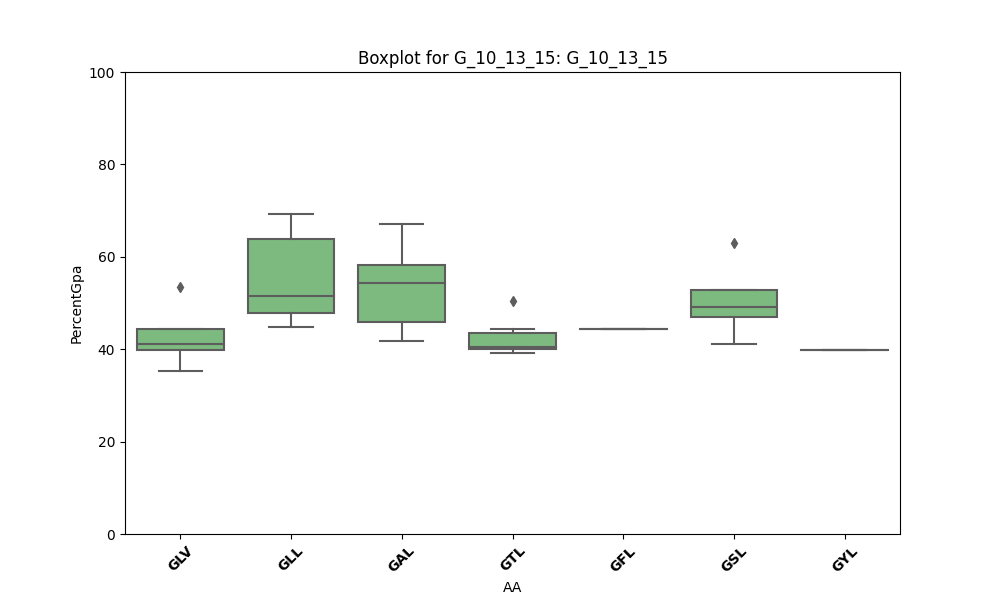 Boxplot for G_10_13_15: G_10_13_15
100
80
60
40
20
0
PercentGpa
GLV
GLL
GAL
GTL
GFL
GSL
GYL
AA